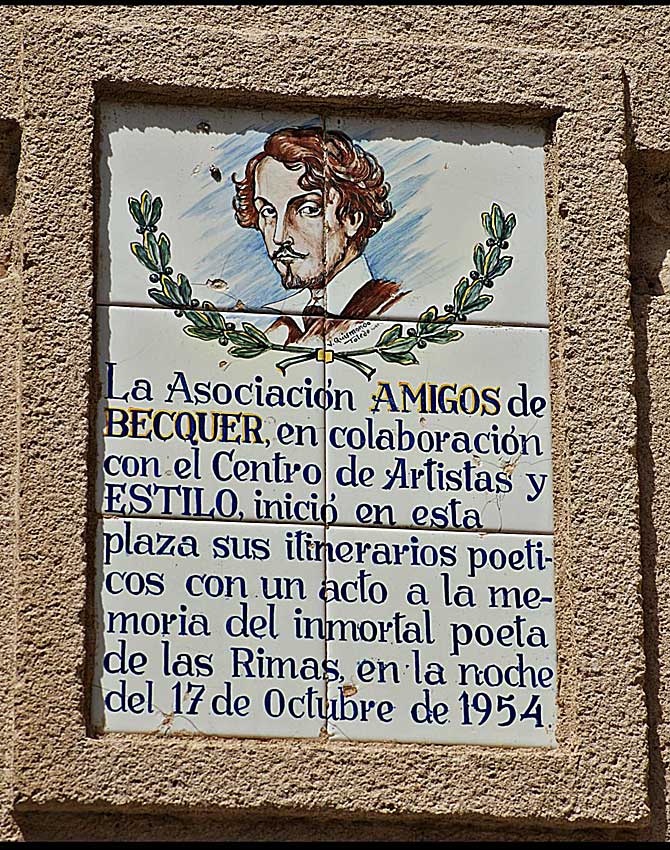 V. Quismondo
Toledo
La Asociación AMIGOS de
BECQUER, en colaboración
con el Centro de Artistas y
ESTILO, inició en esta
plaza sus itinerarios poeti-
cos con un acto a la me-
moria del inmortal poeta
de las Rimas, en la noche
del 17 de Octubre de 1954.